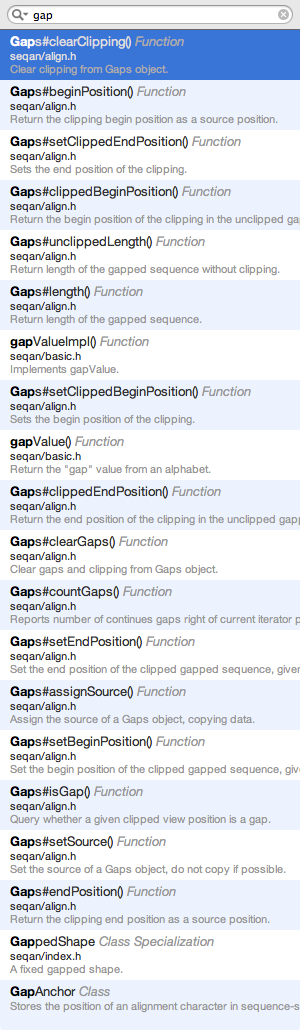 gap
Gaps#clearClipping() Function
seqan/align.h
Clear clipping from Gaps object.
Gaps#beginPosition() Function
seqan/align.h
Return the clipping begin position as a source position.
Gaps#setClippedEndPosition() Function
seqan/align.h
Sets the end position of the clipping.
Gaps#clippedBeginPosition() Function
seqan/align.h
Return the begin position of the clipping in the unclipped ga
Gaps#unclippedLength() Function
seqan/align.h
Return length of the gapped sequence without clipping.
Gaps#length() Function
seqan/align.h
Return length of the gapped sequence.
gapValueImpl() Function
seqan/basic.h
Implements gapValue.
Gaps#setClippedBeginPosition() Function
seqan/align.h
Sets the begin position of the clipping.
gapValue() Function
seqan/basic.h
Return the "gap" value from an alphabet.
Gaps#clippedEndPosition() Function
seqan/align.h
Return the end position of the clipping in the unclipped gapp
Gaps#clearGaps() Function
seqan/align.h
Clear gaps and clipping from Gaps object.
Gaps#countGaps() Function
seqan/align.h
Reports number of continues gaps right of current iterator p
Gaps#setEndPosition() Function
seqan/align.h
Set the end position of the clipped gapped sequence, given
Gaps#assignSource() Function
seqan/align.h
Assign the source of a Gaps object, copying data.
Gaps#setBeginPosition() Function
seqan/align.h
Set the begin position of the clipped gapped sequence, give
Gaps#isGap() Function
seqan/align.h
Query whether a given clipped view position is a gap.
Gaps#setSource() Function
seqan/align.h
Set the source of a Gaps object, do not copy if possible.
Gaps#endPosition() Function
seqan/align.h
Return the clipping end position as a source position.
GappedShape Class Specialization
seqan/index.h
A fixed gapped shape.
GapAnchor Class
Stores the position of an alignment character in sequence-s